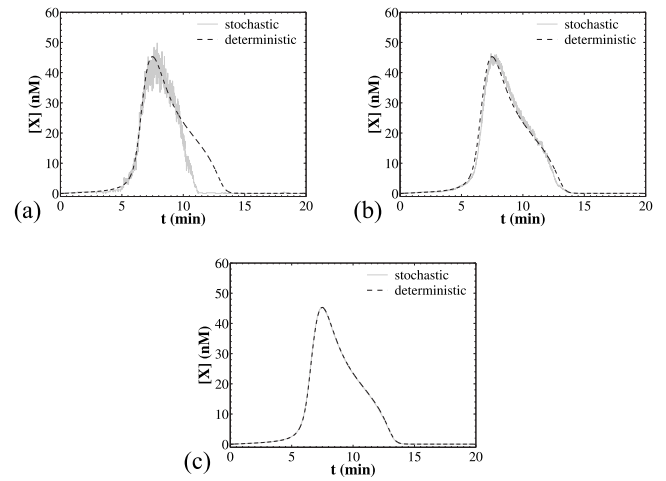 60
50
40
30
20
10
0
[X] (nM)
stochastic
deterministic
0 5 10 15 20
t (min)
(a)
60
50
40
30
20
10
0
[X] (nM)
stochastic
deterministic
0 5 10 15 20
t (min)
(b)
60
50
40
30
20
10
0
[X] (nM)
stochastic
deterministic
0 5 10 15 20
t (min)
(c)